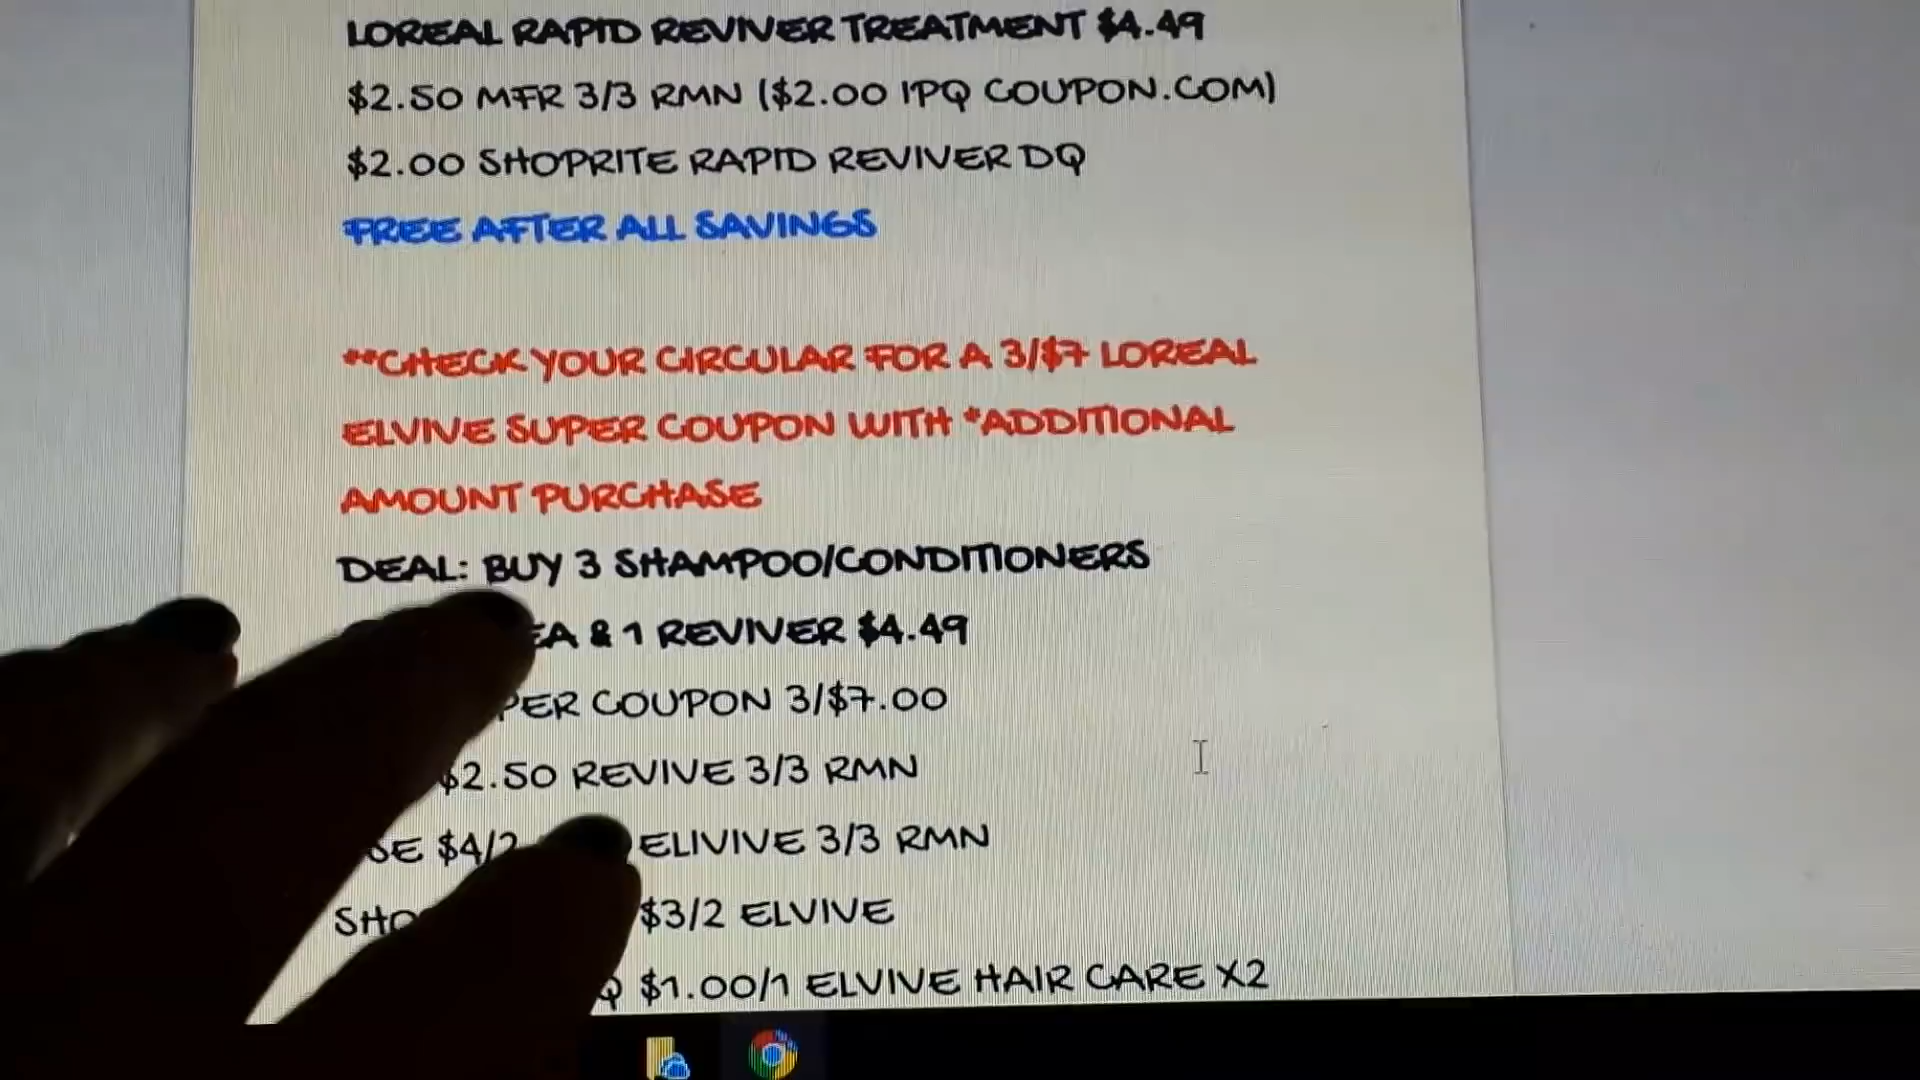 LOREAL RAPID REVIVER TREATMENT $4.49
$2.50 MFR 3/3 RMN ($2.00 IPQ COUPON.COM)
$2.00 SHOPRITE RAPID REVIVER DQ
FREE AFTER ALL SAVINGS
**CHECK YOUR CIRCULAR FOR A 3/$7 LOREAL
ELVIVE SUPER COUPON WITH *ADDITIONAL
AMOUNT PURCHASE
DEAL: BUY 3 SHAMPOO/CONDITIONERS
EA & 1 REVIVER $4.49
COUPON 3/$7.00
$2.50 REVIVE 3/3 RMN
$4/2 ELIVIVE 3/3 RMN
$3/2 ELVIVE
$1.00/1 ELVIVE HAIR CARE X2